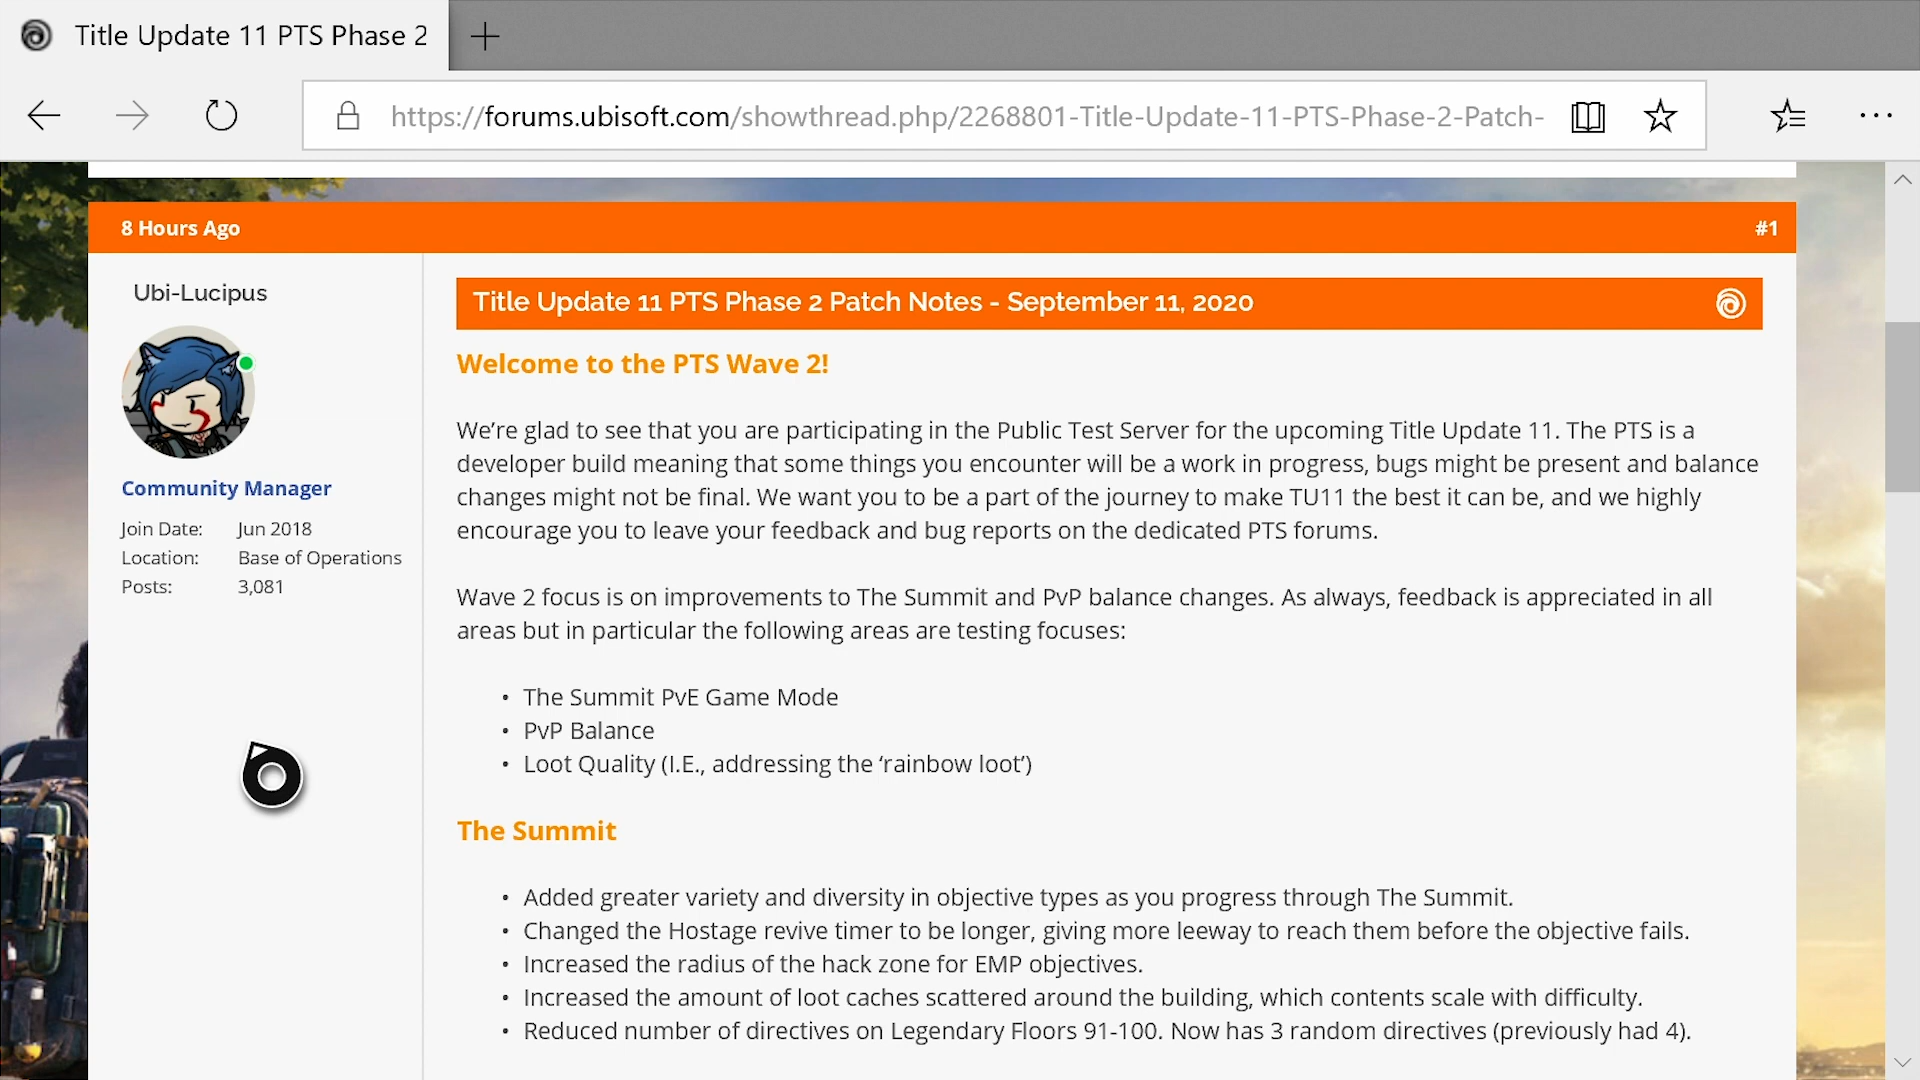 Title Update 11 PTS Phase 2
https://forums.ubisoft.com/showthread.php/2268801-Title-Update-11-PTS-Phase-2-Patch-
8 Hours Ago
#1
Ubi-Lucipus
Community Manager
Join Date: Jun 2018
Location: Base of Operations
Posts: 3,081
Title Update 11 PTS Phase 2 Patch Notes - September 11, 2020
Welcome to the PTS Wave 2!
We’re glad to see that you are participating in the Public Test Server for the upcoming Title Update 11. The PTS is a
developer build meaning that some things you encounter will be a work in progress, bugs might be present and balance
changes might not be final. We want you to be a part of the journey to make TU11 the best it can be, and we highly
encourage you to leave your feedback and bug reports on the dedicated PTS forums.
Wave 2 focus is on improvements to The Summit and PvP balance changes. As always, feedback is appreciated in all
areas but in particular the following areas are testing focuses:
• The Summit PvE Game Mode
• PvP Balance
• Loot Quality (I.E., addressing the ‘rainbow loot’)
The Summit
• Added greater variety and diversity in objective types as you progress through The Summit.
• Changed the Hostage revive timer to be longer, giving more leeway to reach them before the objective fails.
• Increased the radius of the hack zone for EMP objectives.
• Increased the amount of loot caches scattered around the building, which contents scale with difficulty.
• Reduced number of directives on Legendary Floors 91-100. Now has 3 random directives (previously had 4).